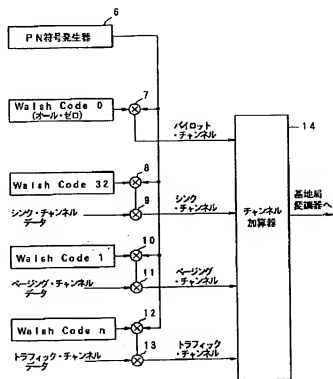 6
PN符号発生器
7
Walsh Code 0
(オール・ゼロ)
パイロット
・チャンネル
14
8
Walsh Code 32
9
シンク・チャンネル
データ
シンク
・チャンネル
チャンネル
加算器
基地局
変調器へ
10
Walsh Code 1
11
ページング・チャンネル
データ
ページング
・チャンネル
12
Walsh Code n
13
トラフィック・チャンネル
データ
トラフィック
・チャンネル